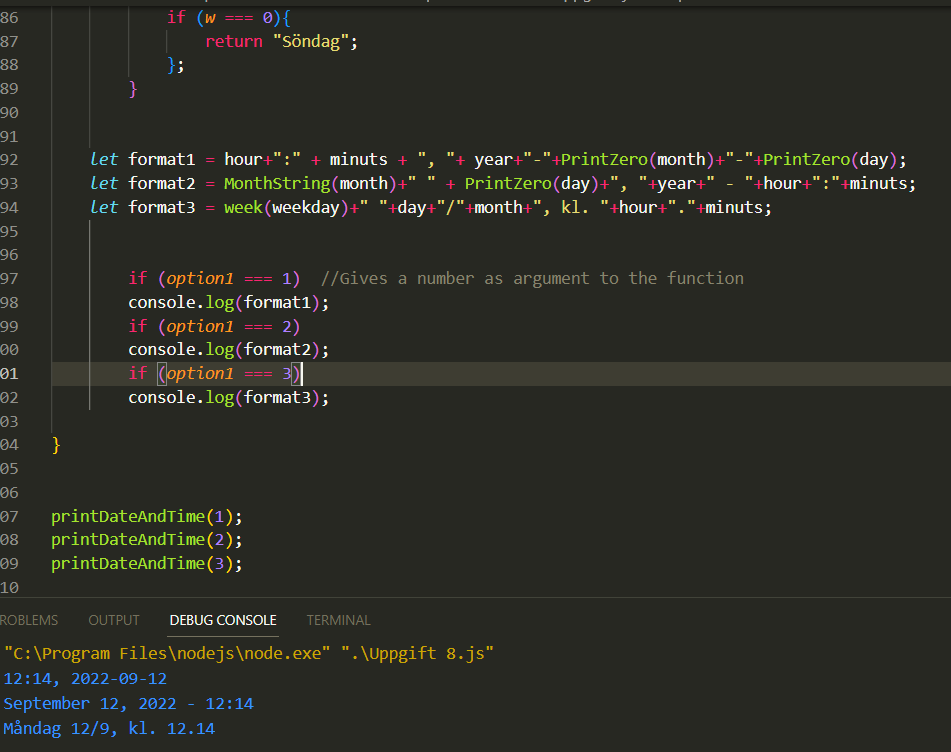 86 if (w === 0){
87 return "Söndag";
88 };
89 }
90
91
92 let format1 = hour+":" + minuts + ", "+ year+"-"+PrintZero(month)+"-"+PrintZero(day);
93 let format2 = MonthString(month)+" " + PrintZero(day)+", "+year+" - "+hour+":"+minuts;
94 let format3 = week(weekday)+" "+day+"/"+month+", kl. "+hour+"."+minuts;
95
96
97 if (option1 === 1) //Gives a number as argument to the function
98 console.log(format1);
99 if (option1 === 2)
00 console.log(format2);
01 if (option1 === 3)
02 console.log(format3);
03
04 }
05
06
07 printDateAndTime(1);
08 printDateAndTime(2);
09 printDateAndTime(3);
10
ROBLEMS OUTPUT DEBUG CONSOLE TERMINAL
"C:\Program Files\nodejs\node.exe" ".\Uppgift 8.js"
12:14, 2022-09-12
September 12, 2022 - 12:14
Måndag 12/9, kl. 12.14